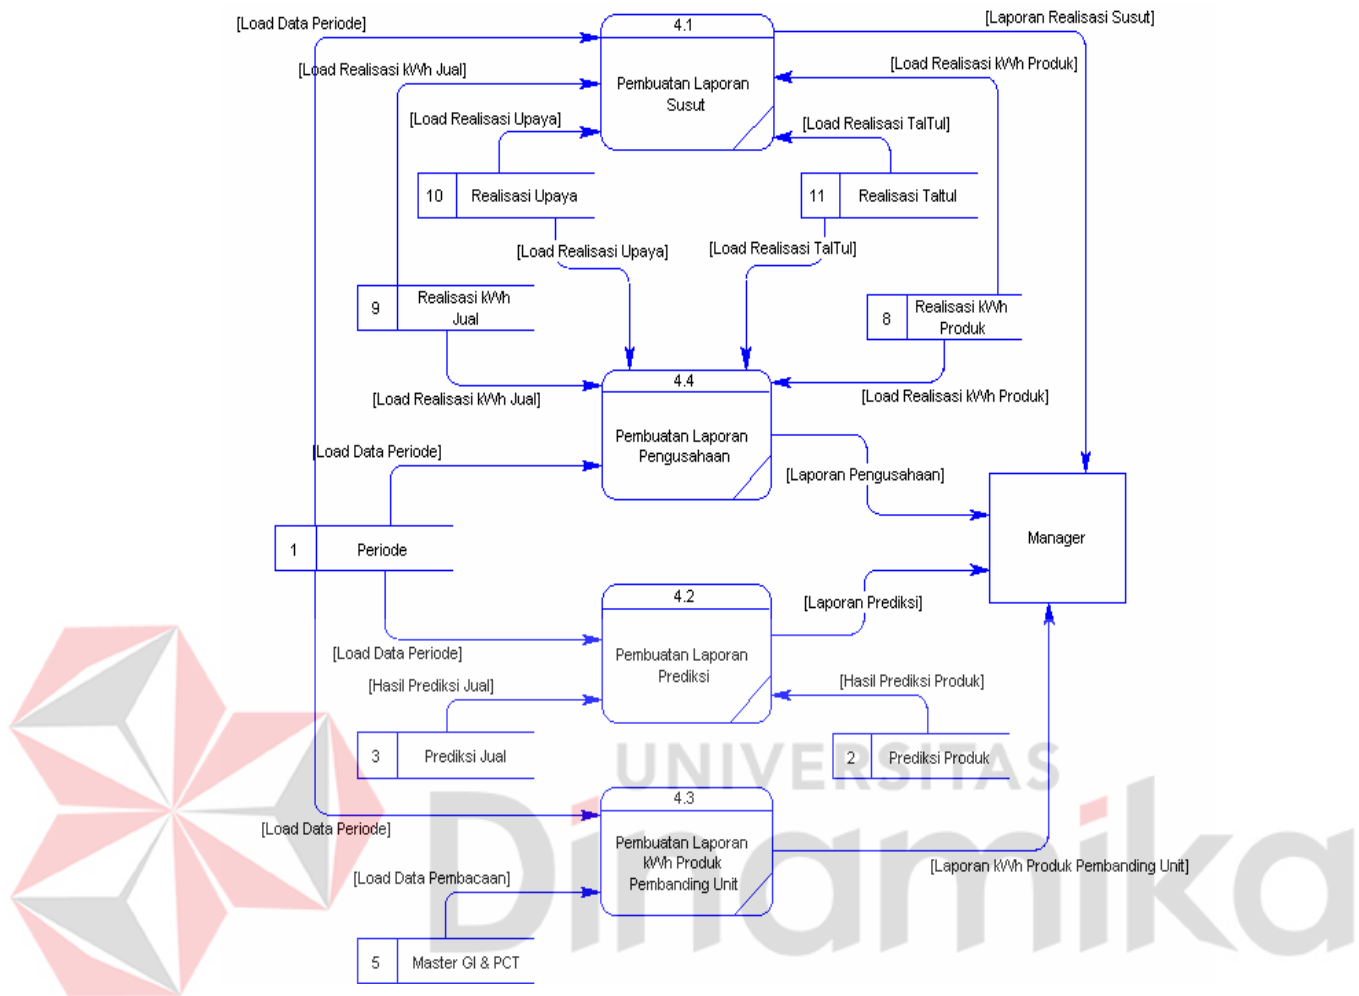 [Load Data Periode]
4.1
[Laporan Realisasi Susut]
[Load Realisasi kWh Jual]
Pembuatan Laporan
Susut
[Load Realisasi kWh Produk]
[Load Realisasi Upaya]
[Load Realisasi TalTul]
10
Realisasi Upaya
11
Realisasi Taltul
[Load Realisasi Upaya]
[Load Realisasi TalTul]
9
Realisasi kWh
Jual
8
Realisasi kWh
Produk
4.4
[Load Realisasi kWh Jual]
[Load Realisasi kWh Produk]
Pembuatan Laporan
Pengusahaan
[Load Data Periode]
[Laporan Pengusahaan]
1
Periode
Manager
4.2
[Laporan Prediksi]
[Load Data Periode]
Pembuatan Laporan
Prediksi
[Hasil Prediksi Jual]
[Hasil Prediksi Produk]
3
Prediksi Jual
2
Prediksi Produk
UNIVERSITAS
Dinamika
4.3
[Load Data Periode]
Pembuatan Laporan
kWh Produk
Pembanding Unit
[Laporan kWh Produk Pembanding Unit]
[Load Data Pembacaan]
5
Master GI & PCT